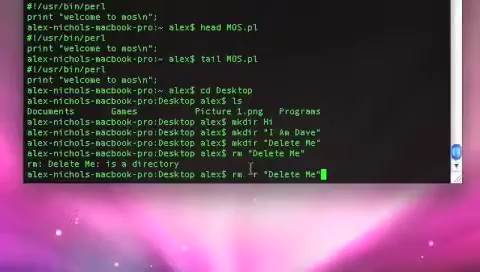 #!/usr/bin/perl
print "welcome to mos\n";
alex-nichols-macbook-pro:~ alex$ head MOS.pl
#!/usr/bin/perl
print "welcome to mos\n";
alex-nichols-macbook-pro:~ alex$ tail MOS.pl
#!/usr/bin/perl
print "welcome to mos\n";
alex-nichols-macbook-pro:~ alex$ cd Desktop
alex-nichols-macbook-pro:Desktop alex$ ls
Documents Games Picture 1.png Programs
alex-nichols-macbook-pro:Desktop alex$ mkdir Hi
alex-nichols-macbook-pro:Desktop alex$ mkdir "I Am Dave"
alex-nichols-macbook-pro:Desktop alex$ mkdir "Delete Me"
alex-nichols-macbook-pro:Desktop alex$ rm "Delete Me"
rm: Delete Me: is a directory
alex-nichols-macbook-pro:Desktop alex$ rm -r "Delete Me"